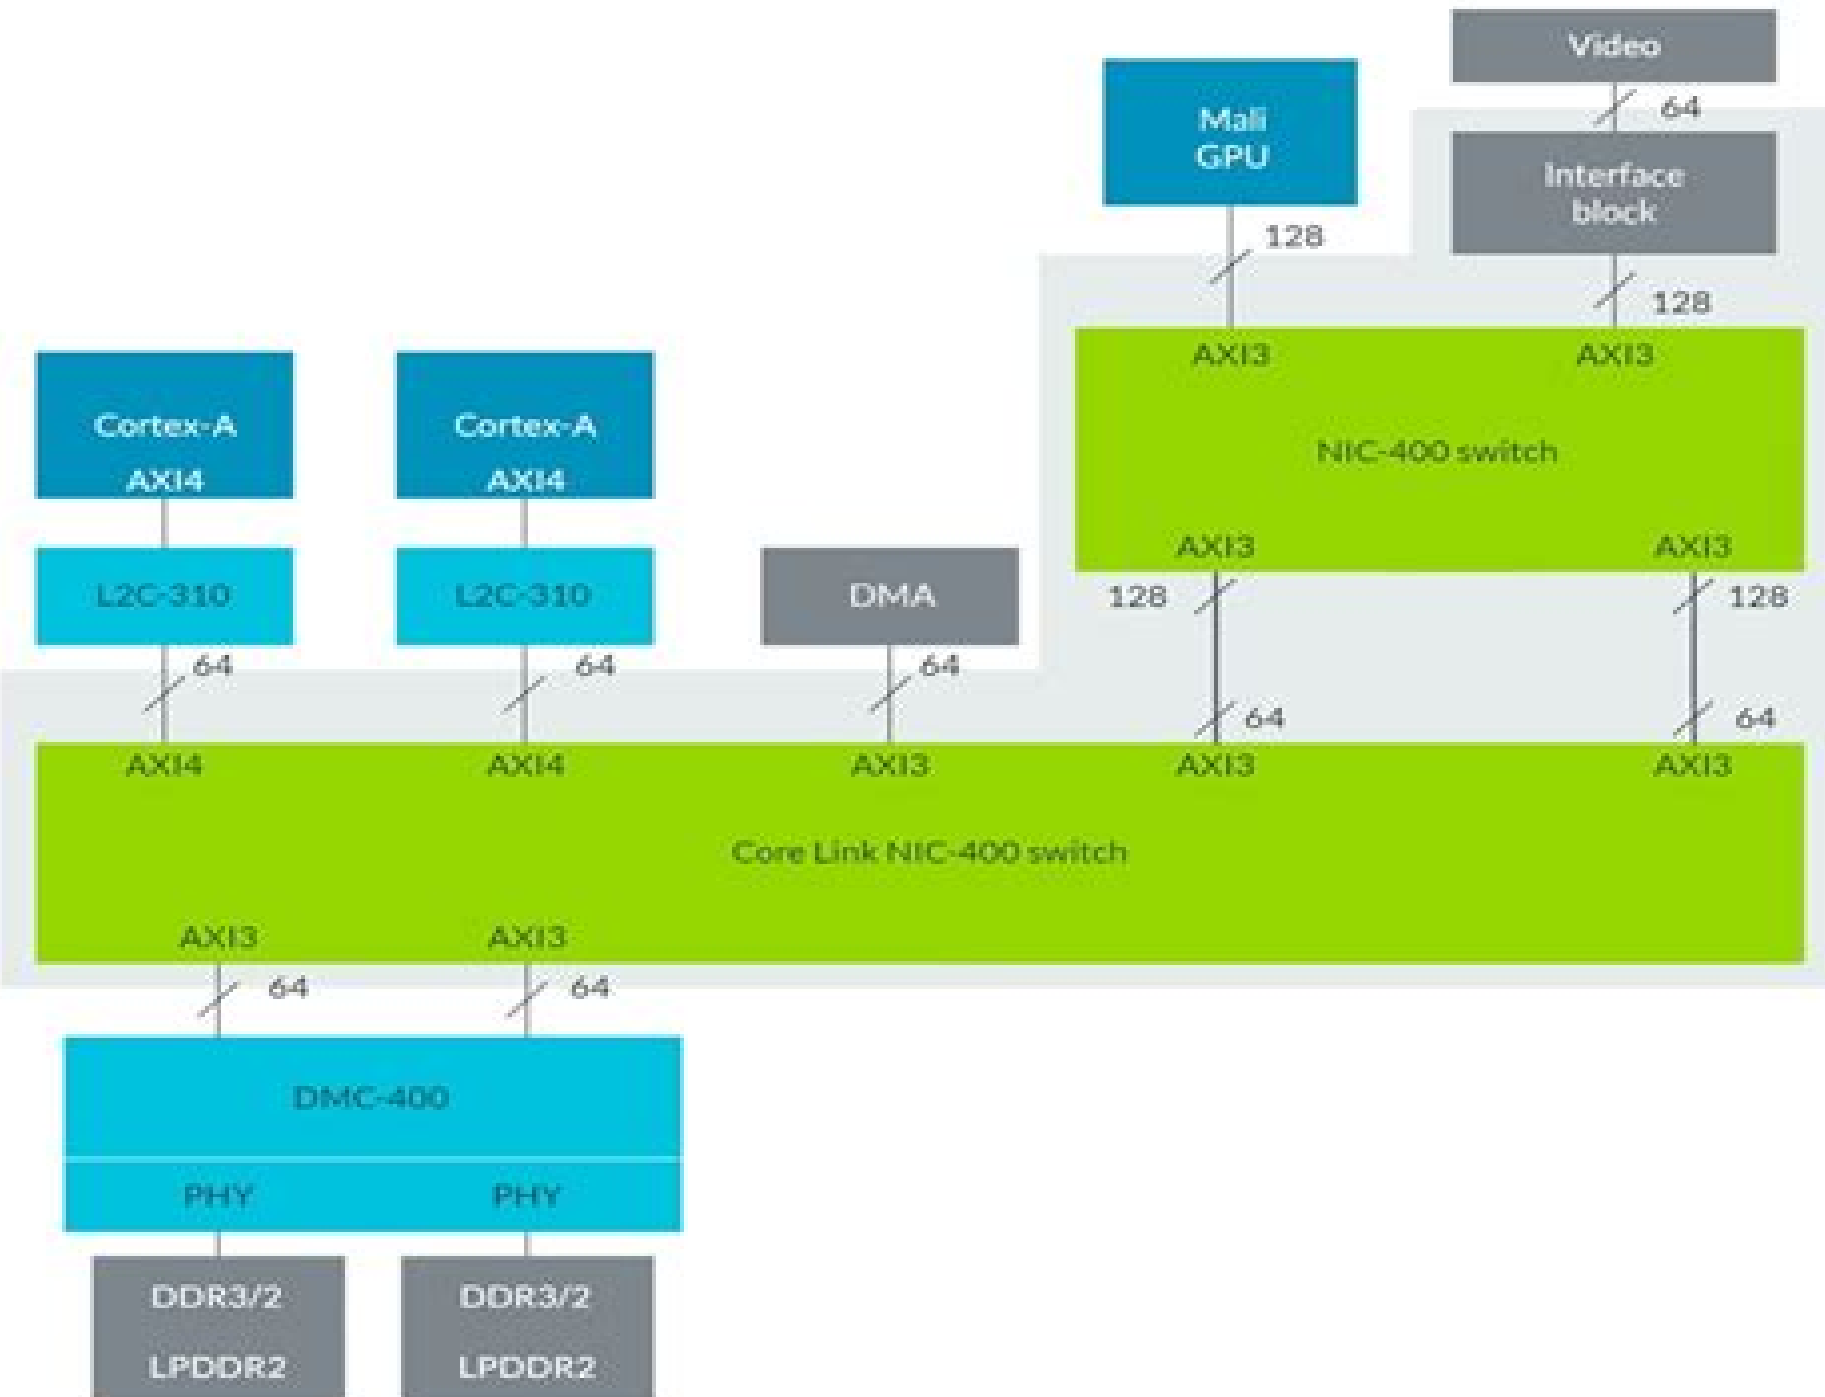 Video
64
Mali
GPU
Interface
block
128
128
AXI3 AXI3
NIC-400 switch
AXI3 AXI3
128 128
Cortex-A Cortex-A
AXI4 AXI4
L2C-310 L2C-310 DMA
64 64 64
64 64
AXI4 AXI4 AXI3 AXI3 AXI3
Core Link NIC-400 switch
AXI3 AXI3
64 64
DMC-400
PHY PHY
DDR3/2 DDR3/2
LPDDR2 LPDDR2